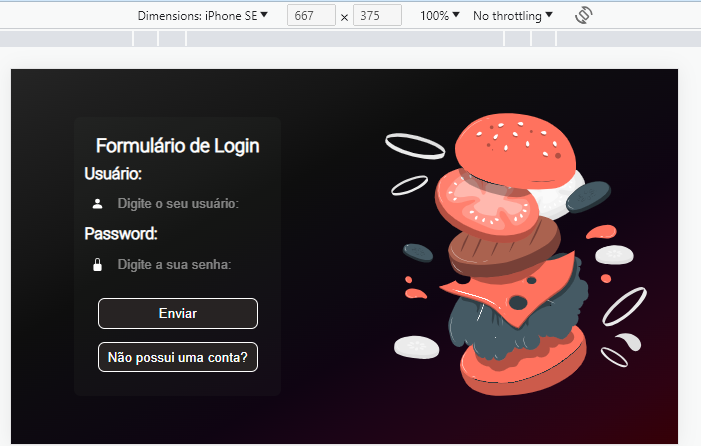 Dimensions: iPhone SE 667 × 375 100% No throttling
Formulário de Login
Usuário:
Digite o seu usuário:
Password:
Digite a sua senha:
Enviar
Não possui uma conta?